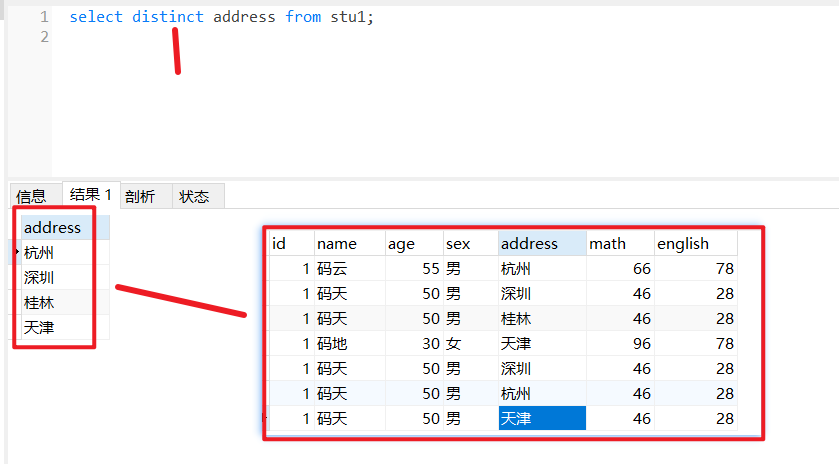 1 select distinct address from stu1;
2
信息 结果 1 剖析 状态
address
杭州
深圳
桂林
天津
id name age sex address math english
1 码云 55 男 杭州 66 78
1 码天 50 男 深圳 46 28
1 码天 50 男 桂林 46 28
1 码地 30 女 天津 96 78
1 码天 50 男 深圳 46 28
1 码天 50 男 杭州 46 28
1 码天 50 男 天津 46 28